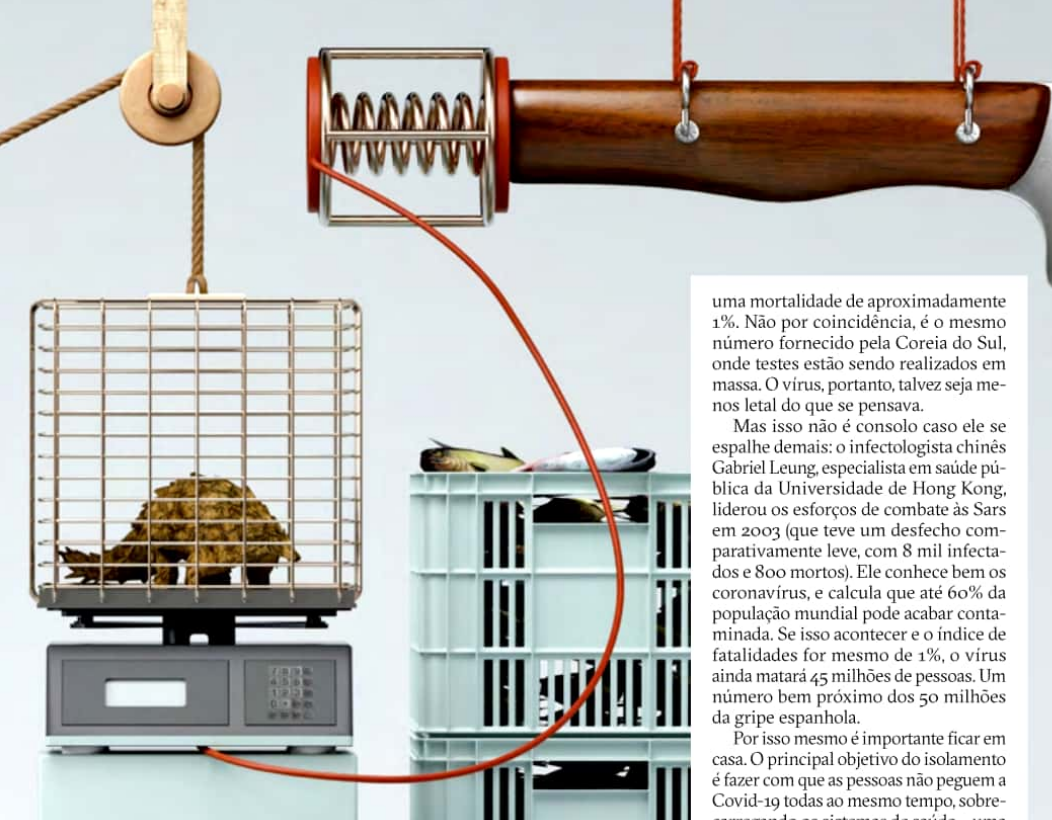 uma mortalidade de aproximadamente
1%. Não por coincidência, é o mesmo
número fornecido pela Coreia do Sul,
onde testes estão sendo realizados em
massa. O vírus, portanto, talvez seja me-
nos letal do que se pensava.
Mas isso não é consolo caso ele se
espalhe demais: o infectologista chinês
Gabriel Leung, especialista em saúde pú-
blica da Universidade de Hong Kong,
liderou os esforços de combate às Sars
em 2003 (que teve um desfecho com-
parativamente leve, com 8 mil infecta-
dos e 800 mortos). Ele conhece bem os
coronavírus, e calcula que até 60% da
população mundial pode acabar conta-
minada. Se isso acontecer e o índice de
fatalidades for mesmo de 1%, o vírus
ainda matará 45 milhões de pessoas. Um
número bem próximo dos 50 milhões
da gripe espanhola.
Por isso mesmo é importante ficar em
casa. O principal objetivo do isolamento
é fazer com que as pessoas não peguem a
Covid-19 todas ao mesmo tempo, sobre-